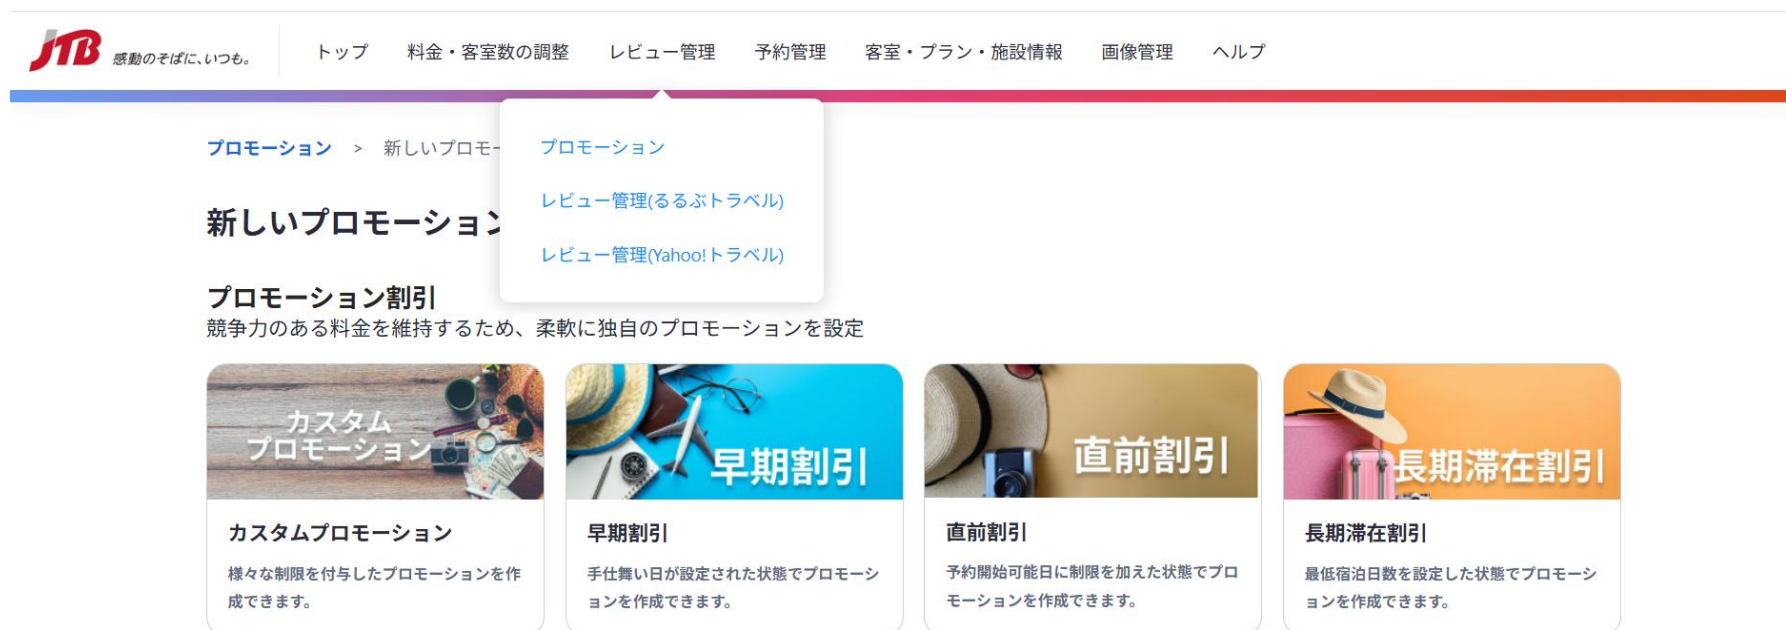 JTB 感動のそばに、いつも。
トップ 料金・客室数の調整 レビュー管理 予約管理 客室・プラン・施設情報 画像管理 ヘルプ
プロモーション > 新しいプロモー
プロモーション
レビュー管理(るるぶトラベル)
レビュー管理(Yahoo!トラベル)
新しいプロモーション
プロモーション割引
競争力のある料金を維持するため、柔軟に独自のプロモーションを設定
カスタム
プロモーション
早期割引
直前割引
長期滞在割引
カスタムプロモーション
様々な制限を付与したプロモーションを作
成できます。
早期割引
手仕舞い日が設定された状態でプロモーシ
ョンを作成できます。
直前割引
予約開始可能日に制限を加えた状態でプロ
モーションを作成できます。
長期滞在割引
最低宿泊日数を設定した状態でプロモーシ
ョンを作成できます。